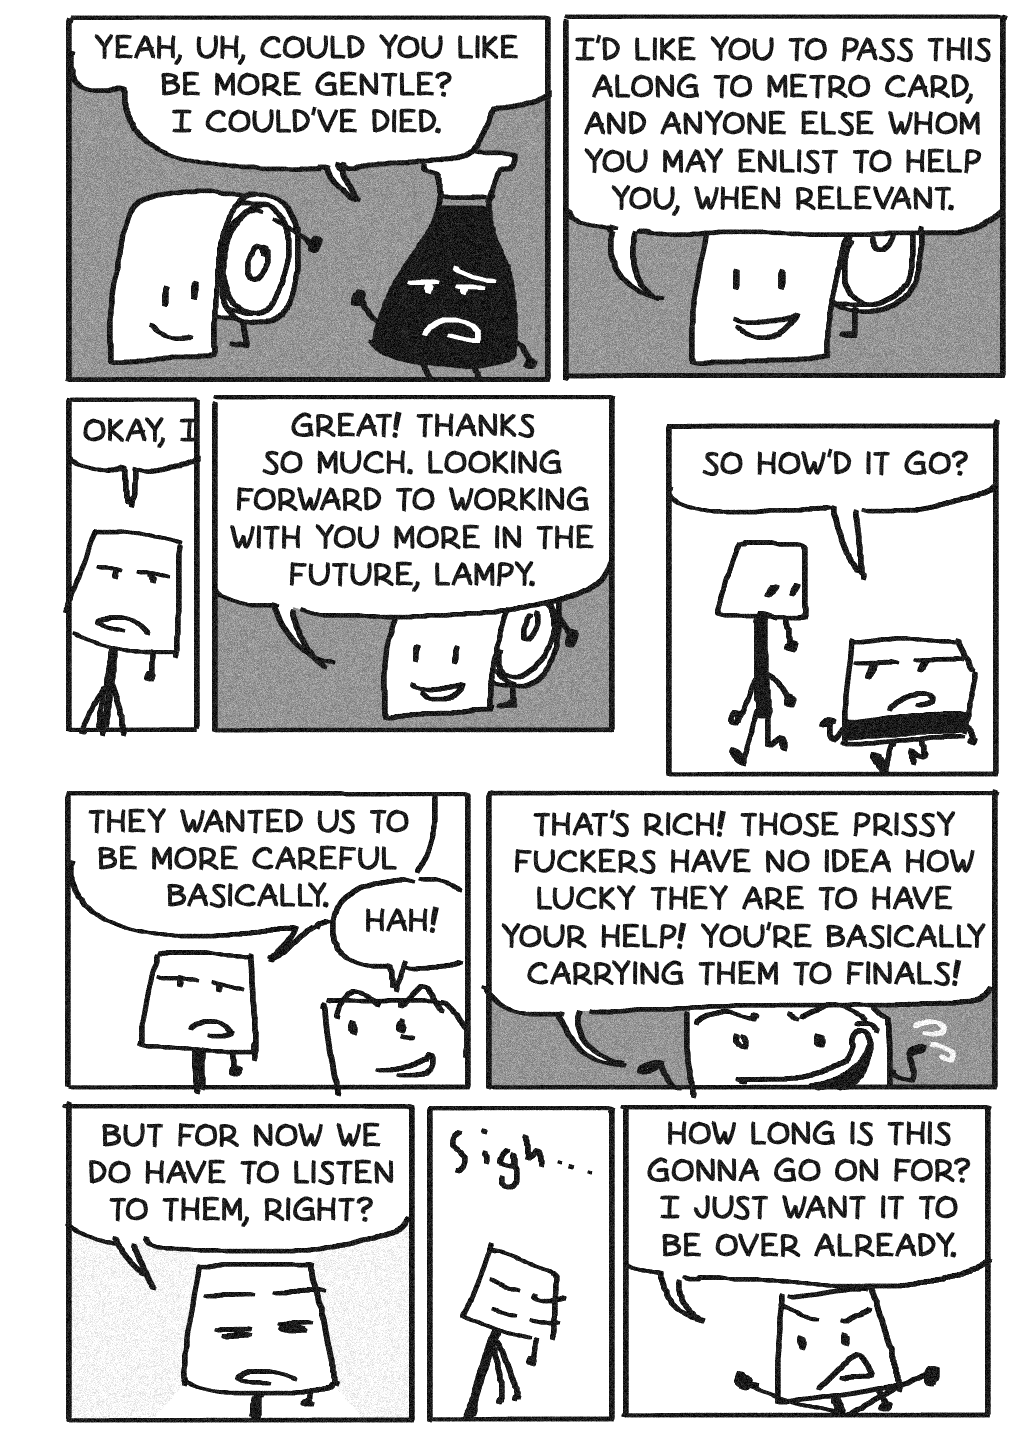 YEAH, UH, COULD YOU LIKE
BE MORE GENTLE?
I COULD'VE DIED.
I'D LIKE YOU TO PASS THIS
ALONG TO METRO CARD,
AND ANYONE ELSE WHOM
YOU MAY ENLIST TO HELP
YOU, WHEN RELEVANT.
OKAY, I
GREAT! THANKS
SO MUCH. LOOKING
FORWARD TO WORKING
WITH YOU MORE IN THE
FUTURE, LAMPY.
SO HOW'D IT GO?
THEY WANTED US TO
BE MORE CAREFUL
BASICALLY.
HAH!
THAT'S RICH! THOSE PRISSY
FUCKERS HAVE NO IDEA HOW
LUCKY THEY ARE TO HAVE
YOUR HELP! YOU'RE BASICALLY
CARRYING THEM TO FINALS!
BUT FOR NOW WE
DO HAVE TO LISTEN
TO THEM, RIGHT?
Sigh...
HOW LONG IS THIS
GONNA GO ON FOR?
I JUST WANT IT TO
BE OVER ALREADY.